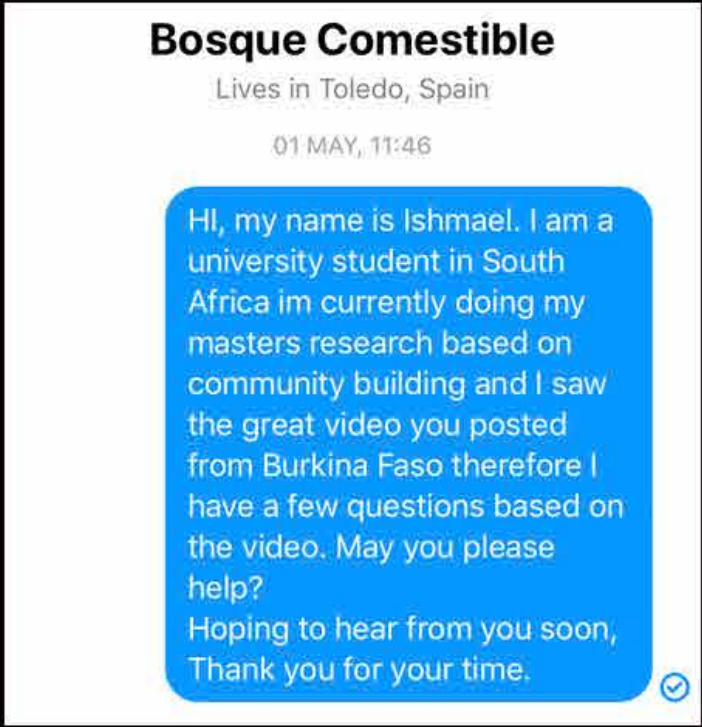 Bosque Comestible
Lives in Toledo, Spain
01 MAY, 11:46
HI, my name is Ishmael. I am a
university student in South
Africa im currently doing my
masters research based on
community building and I saw
the great video you posted
from Burkina Faso therefore I
have a few questions based on
the video. May you please
help?
Hoping to hear from you soon,
Thank you for your time.